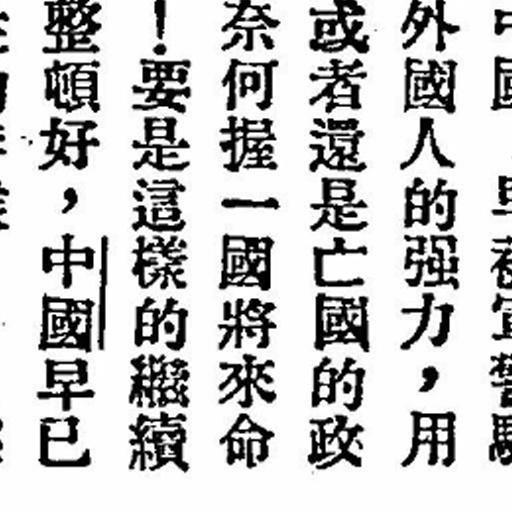 外國人的强力，用
或者還是亡國的政
奈何握一國將來命
！要是這樣的繼續
整頓好，中國早已